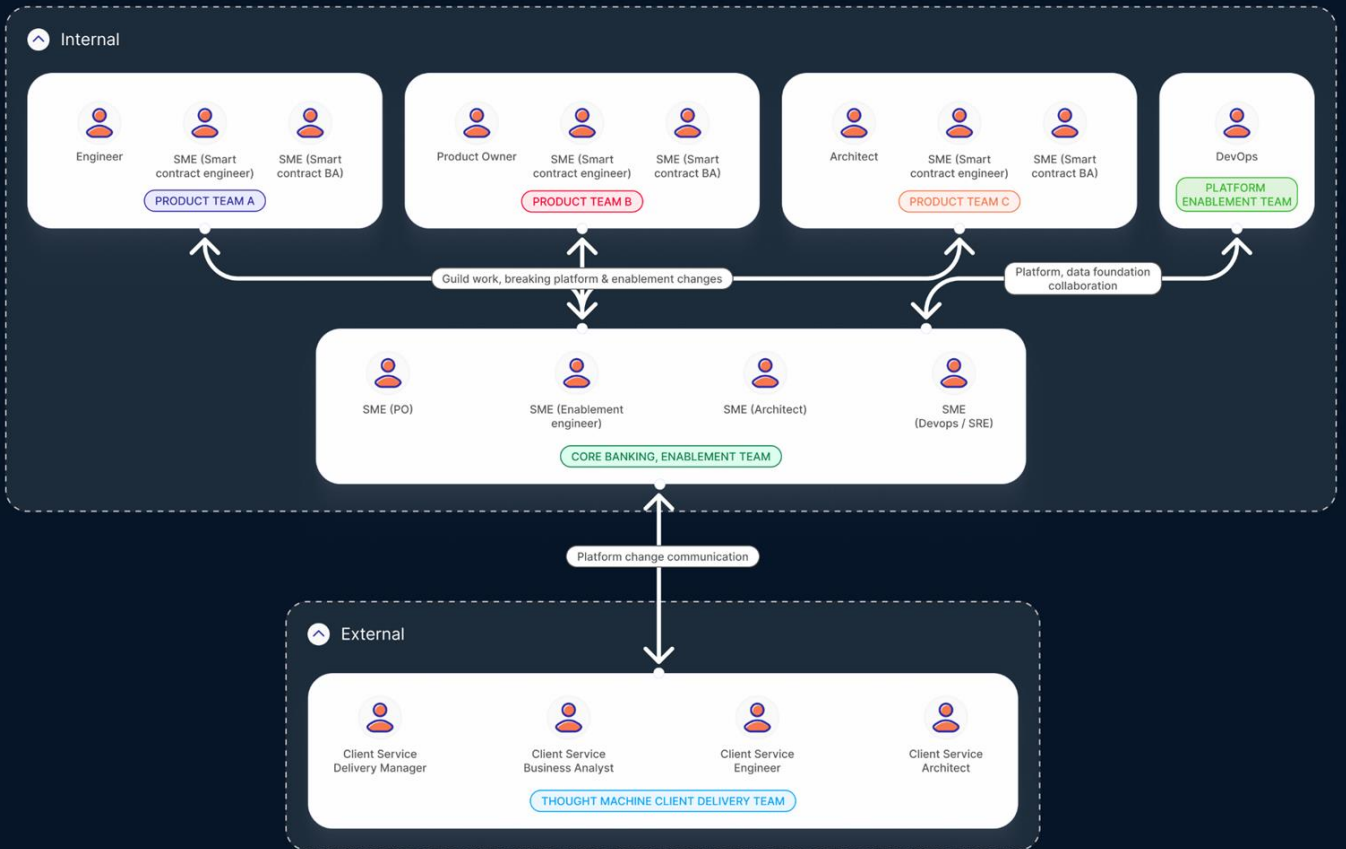 Internal
Engineer
SME (Smart
contract engineer)
SME (Smart
contract BA)
PRODUCT TEAM A
Product Owner
SME (Smart
contract engineer)
SME (Smart
contract BA)
PRODUCT TEAM B
Architect
SME (Smart
contract engineer)
SME (Smart
contract BA)
PRODUCT TEAM C
DevOps
PLATFORM
ENABLEMENT TEAM
Guild work, breaking platform & enablement changes
Platform, data foundation
collaboration
SME (PO)
SME (Enablement
engineer)
SME (Architect)
SME
(Devops / SRE)
CORE BANKING, ENABLEMENT TEAM
Platform change communication
External
Client Service
Delivery Manager
Client Service
Business Analyst
Client Service
Engineer
Client Service
Architect
THOUGHT MACHINE CLIENT DELIVERY TEAM